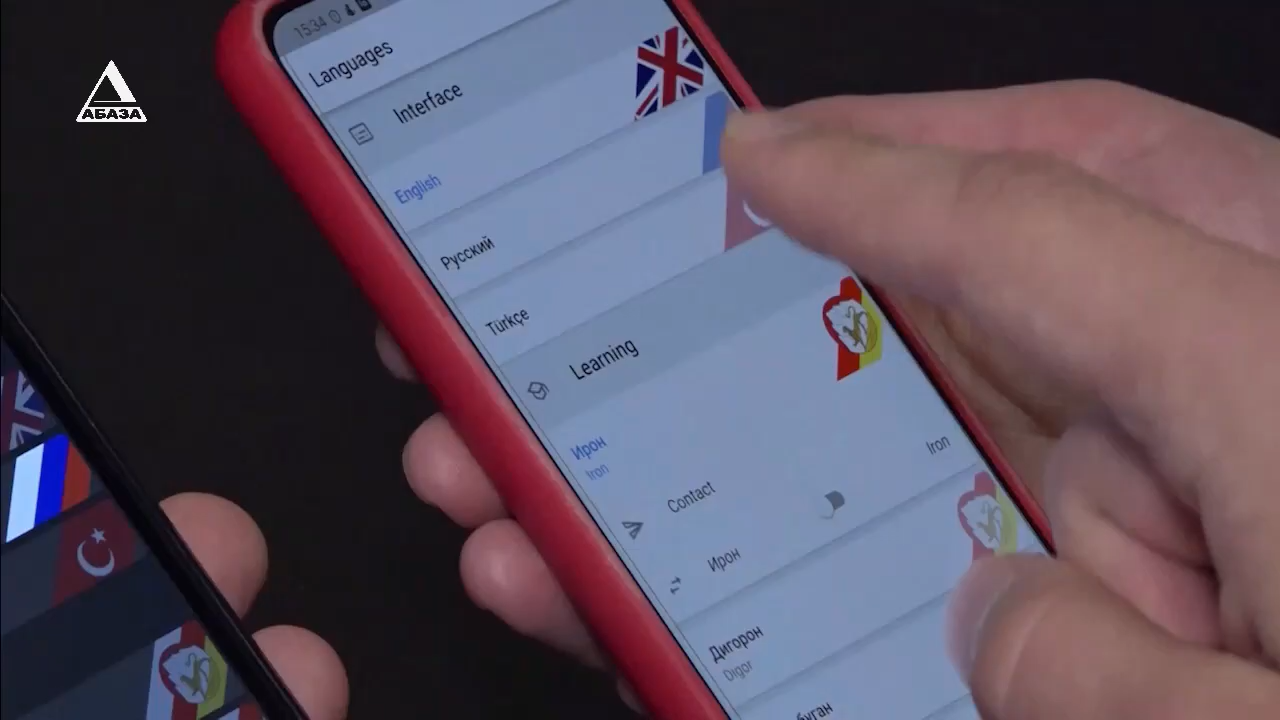 АБАЗА
15:34
Languages
Interface
English
Русский
Türkçe
Learning
Ирон
Iron
Contact
Ирон
Iron
Дигорон
Digor